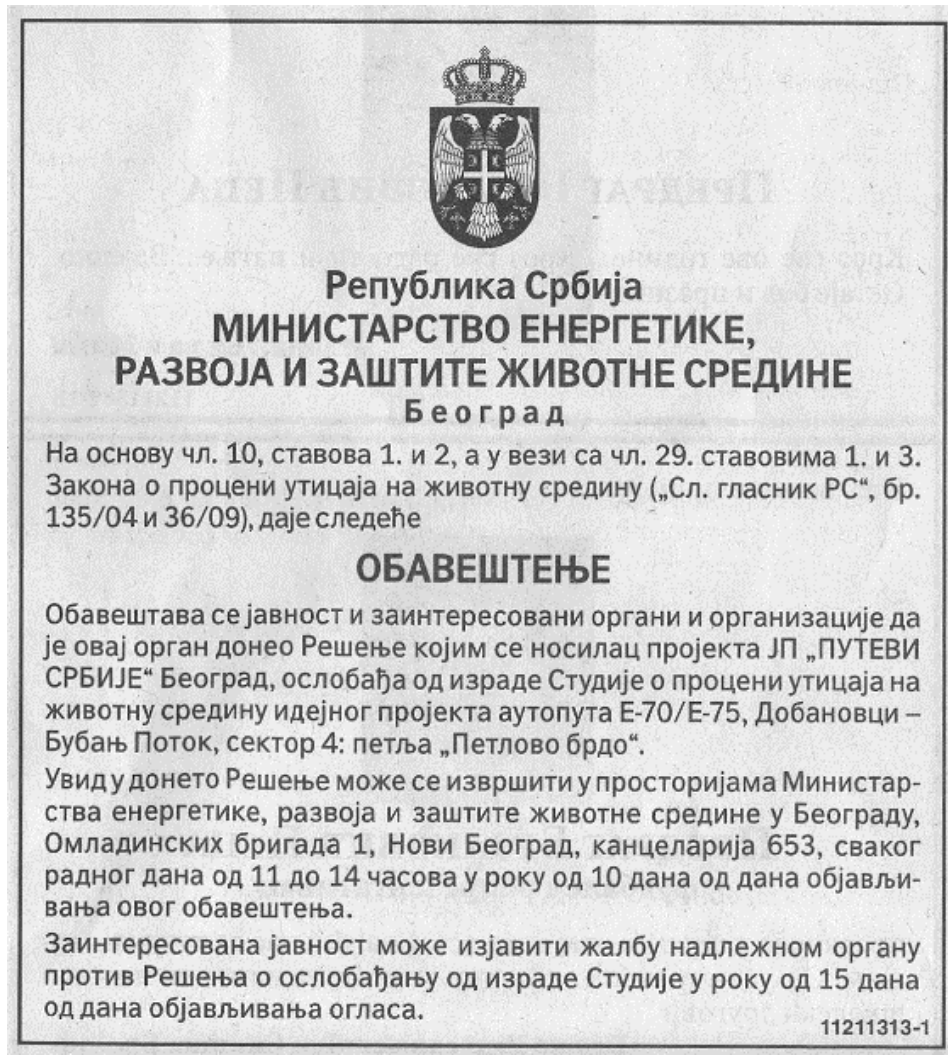 Република Србија
МИНИСТАРСТВО ЕНЕРГЕТИКЕ,
РАЗВОЈА И ЗАШТИТЕ ЖИВОТНЕ СРЕДИНЕ
Београд
На основу чл. 10, ставова 1. и 2, а у вези са чл. 29. ставовима 1. и 3.
Закона о процени утицаја на животну средину („Сл. гласник РС“, бр.
135/04 и 36/09), даје следеће
ОБАВЕШТЕЊЕ
Обавештава се јавност и заинтересовани органи и организације да
је овај орган донео Решење којим се носилац пројекта ЈП „ПУТЕВИ
СРБИЈЕ“ Београд, ослобађа од израде Студије о процени утицаја на
животну средину идејног пројекта аутопута Е-70/Е-75, Добановци –
Бубањ Поток, сектор 4: петља „Петлово брдо“.
Увид у донето Решење може се извршити у просторијама Министар-
ства енергетике, развоја и заштите животне средине у Београду,
Омладинских бригада 1, Нови Београд, канцеларија 653, сваког
радног дана од 11 до 14 часова у року од 10 дана од дана објављи-
вања овог обавештења.
Заинтересована јавност може изјавити жалбу надлежном органу
против Решења о ослобађању од израде Студије у року од 15 дана
од дана објављивања огласа.
11211313-1